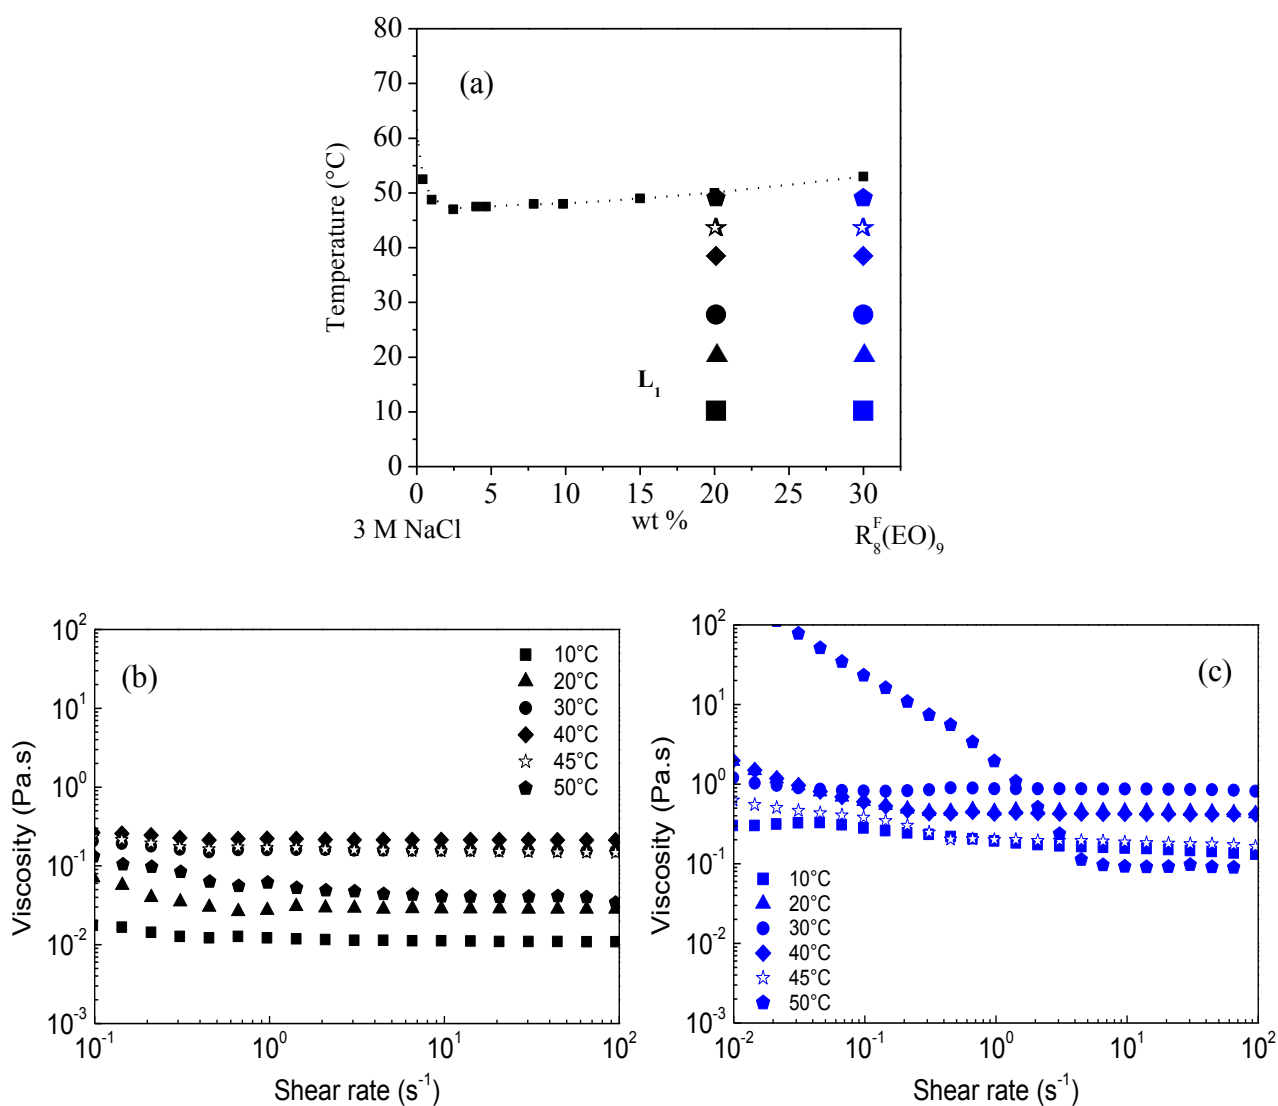 (a)
Temperature (°C)
80
70
60
50
40
30
20
10
0
L₁
0 5 10 15 20 25 30
3 M NaCl wt % R₈ᶠ(EO)₉
(b)
10°C
20°C
30°C
40°C
45°C
50°C
Viscosity (Pa.s)
10²
10¹
10⁰
10⁻¹
10⁻²
10⁻³
10⁻¹ 10⁰ 10¹ 10²
Shear rate (s⁻¹)
(c)
10°C
20°C
30°C
40°C
45°C
50°C
Viscosity (Pa.s)
10²
10¹
10⁰
10⁻¹
10⁻²
10⁻³
10⁻² 10⁻¹ 10⁰ 10¹ 10²
Shear rate (s⁻¹)